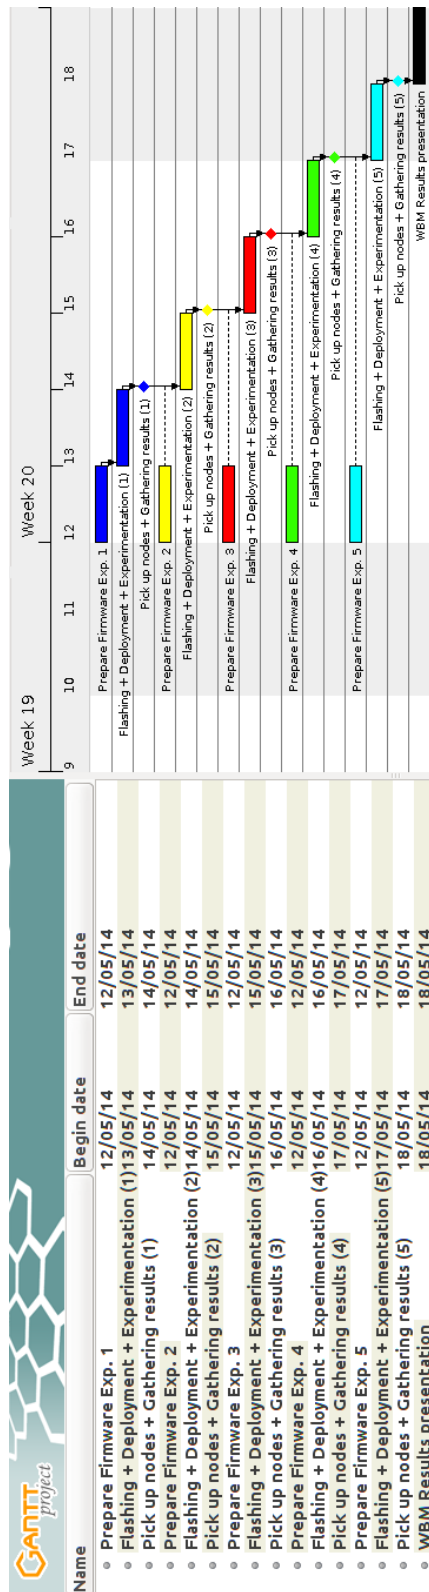 GANTT
project
Name Begin date End date
Prepare Firmware Exp. 1 12/05/14 12/05/14
Flashing + Deployment + Experimentation (1) 13/05/14 13/05/14
Pick up nodes + Gathering results (1) 14/05/14 14/05/14
Prepare Firmware Exp. 2 12/05/14 12/05/14
Flashing + Deployment + Experimentation (2) 14/05/14 14/05/14
Pick up nodes + Gathering results (2) 15/05/14 15/05/14
Prepare Firmware Exp. 3 12/05/14 12/05/14
Flashing + Deployment + Experimentation (3) 15/05/14 15/05/14
Pick up nodes + Gathering results (3) 16/05/14 16/05/14
Prepare Firmware Exp. 4 12/05/14 12/05/14
Flashing + Deployment + Experimentation (4) 16/05/14 16/05/14
Pick up nodes + Gathering results (4) 17/05/14 17/05/14
Prepare Firmware Exp. 5 12/05/14 12/05/14
Flashing + Deployment + Experimentation (5) 17/05/14 17/05/14
Pick up nodes + Gathering results (5) 18/05/14 18/05/14
WBM Results presentation 18/05/14 18/05/14
Week 19 Week 20
9 10 11 12 13 14 15 16 17 18
Prepare Firmware Exp. 1
Flashing + Deployment + Experimentation (1)
Pick up nodes + Gathering results (1)
Prepare Firmware Exp. 2
Flashing + Deployment + Experimentation (2)
Pick up nodes + Gathering results (2)
Prepare Firmware Exp. 3
Flashing + Deployment + Experimentation (3)
Pick up nodes + Gathering results (3)
Prepare Firmware Exp. 4
Flashing + Deployment + Experimentation (4)
Pick up nodes + Gathering results (4)
Prepare Firmware Exp. 5
Flashing + Deployment + Experimentation (5)
Pick up nodes + Gathering results (5)
WBM Results presentation